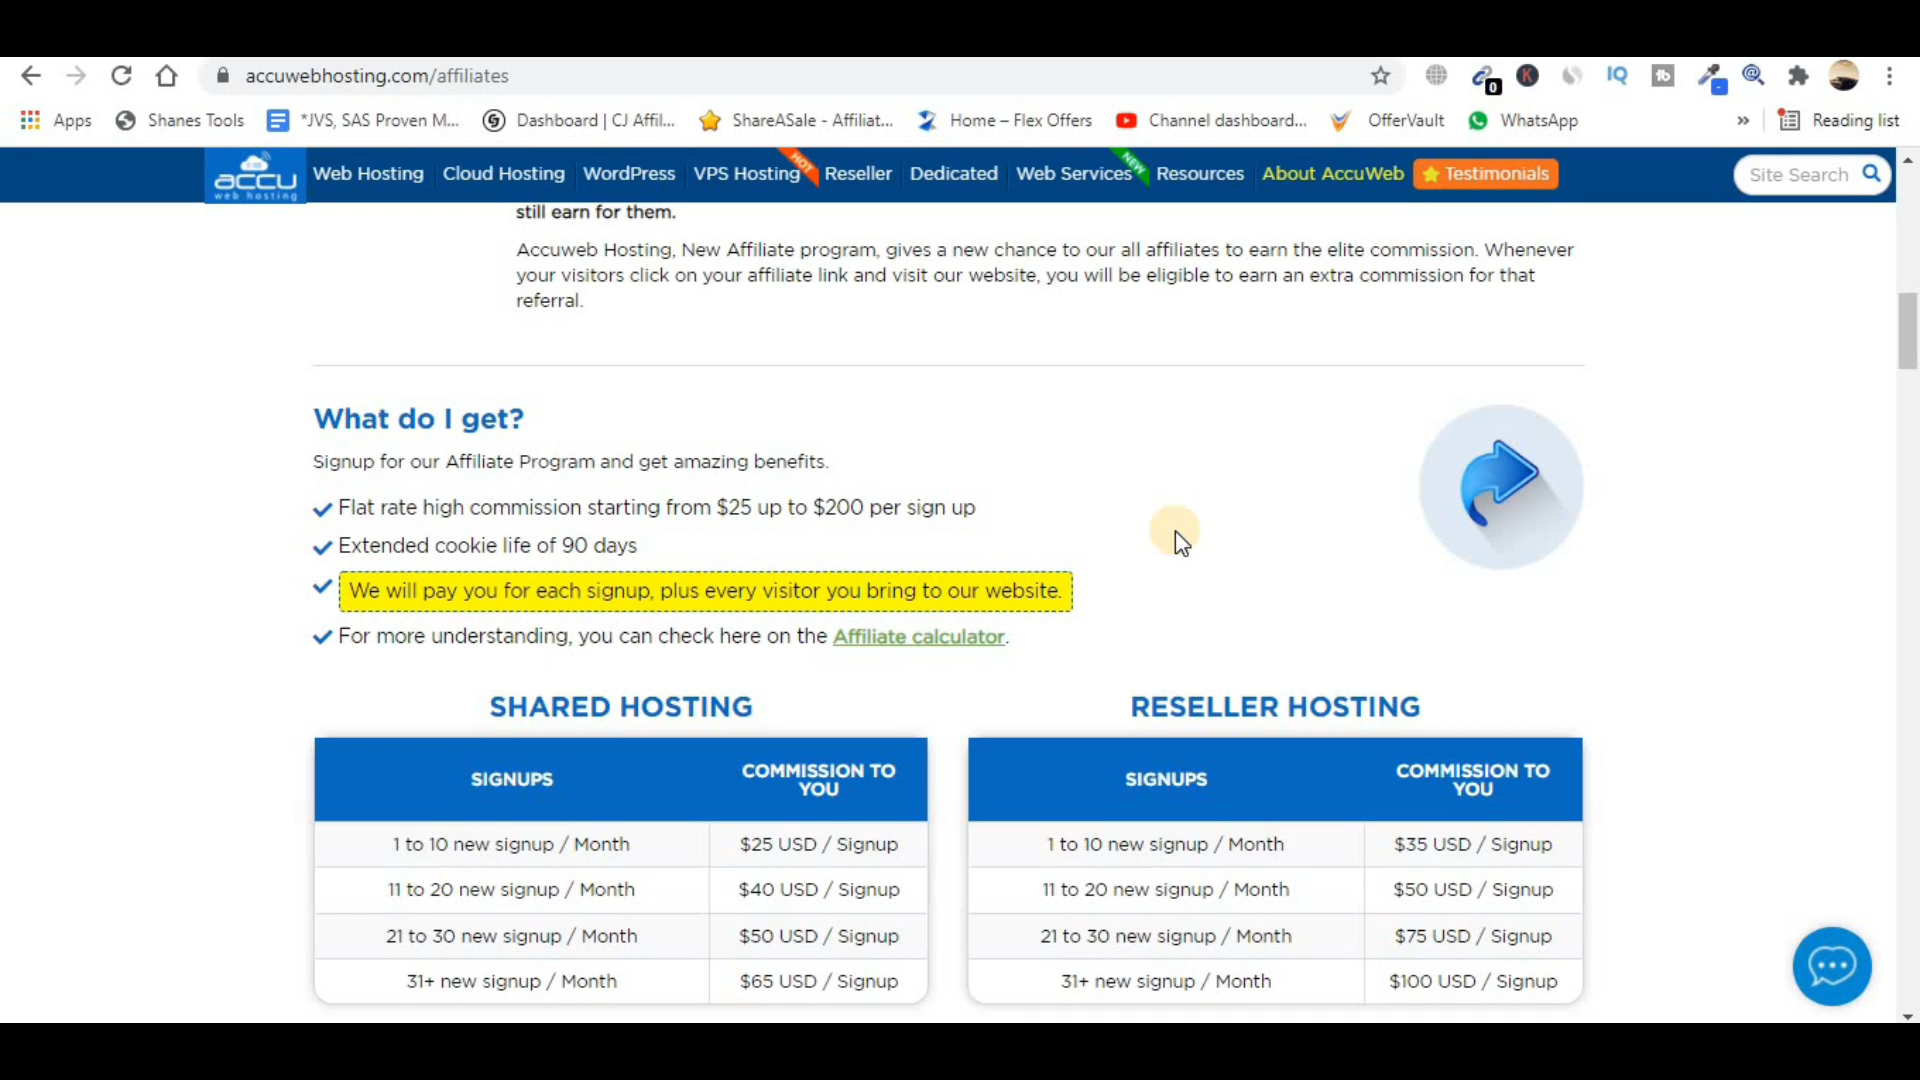 accuwebhosting.com/affiliates
0
K
IQ
tb
Apps
Shanes Tools
*JVS, SAS Proven M...
Dashboard | CJ Affil...
ShareASale - Affiliat...
Home – Flex Offers
Channel dashboard...
OfferVault
WhatsApp
»
Reading list
accu
web hosting
Web Hosting
Cloud Hosting
WordPress
VPS Hosting
HOT
Reseller
Dedicated
Web Services
NEW
Resources
About AccuWeb
Testimonials
Site Search
still earn for them.
Accuweb Hosting, New Affiliate program, gives a new chance to our all affiliates to earn the elite commission. Whenever
your visitors click on your affiliate link and visit our website, you will be eligible to earn an extra commission for that
referral.
What do I get?
Signup for our Affiliate Program and get amazing benefits.
Flat rate high commission starting from $25 up to $200 per sign up
Extended cookie life of 90 days
We will pay you for each signup, plus every visitor you bring to our website.
For more understanding, you can check here on the Affiliate calculator.
SHARED HOSTING
SIGNUPS
COMMISSION TO
YOU
1 to 10 new signup / Month
$25 USD / Signup
11 to 20 new signup / Month
$40 USD / Signup
21 to 30 new signup / Month
$50 USD / Signup
31+ new signup / Month
$65 USD / Signup
RESELLER HOSTING
SIGNUPS
COMMISSION TO
YOU
1 to 10 new signup / Month
$35 USD / Signup
11 to 20 new signup / Month
$50 USD / Signup
21 to 30 new signup / Month
$75 USD / Signup
31+ new signup / Month
$100 USD / Signup